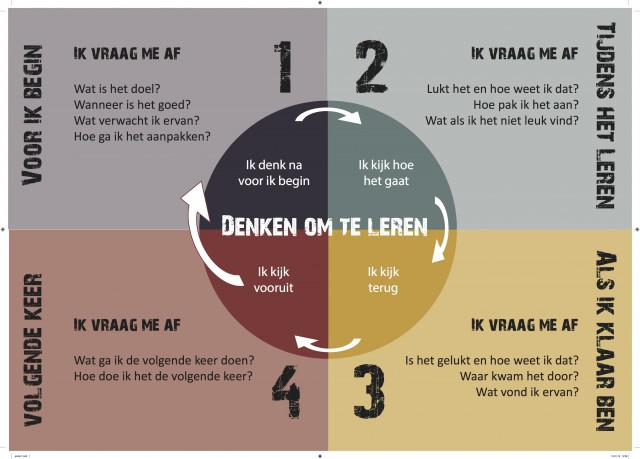 VOOR IK BEGIN
IK VRAAG ME AF
1
Wat is het doel?
Wanneer is het goed?
Wat verwacht ik ervan?
Hoe ga ik het aanpakken?
2
IK VRAAG ME AF
TIJDENS HET LEREN
Lukt het en hoe weet ik dat?
Hoe pak ik het aan?
Wat als ik het niet leuk vind?
Ik denk na
voor ik begin
Ik kijk hoe
het gaat
DENKEN OM TE LEREN
Ik kijk
vooruit
Ik kijk
terug
VOLGENDE KEER
IK VRAAG ME AF
Wat ga ik de volgende keer doen?
Hoe doe ik het de volgende keer?
4
3
IK VRAAG ME AF
ALS IK KLAAR BEN
Is het gelukt en hoe weet ik dat?
Waar kwam het door?
Wat vond ik ervan?